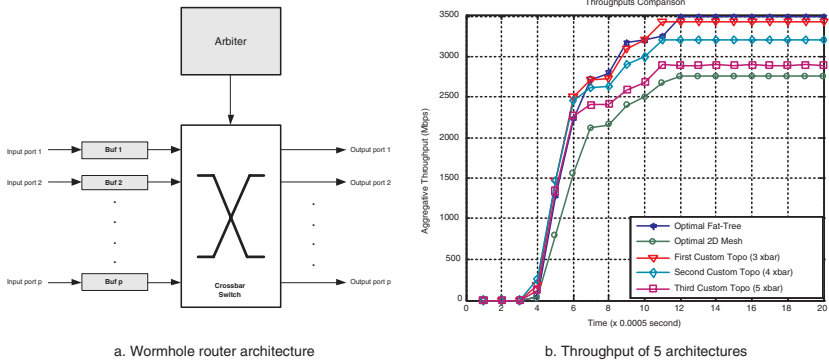 Arbiter
Input port 1
Buf 1
Output port 1
Input port 2
Buf 2
Output port 2
Input port p
Buf p
Output port p
Crossbar
Switch
a. Wormhole router architecture
Throughputs Comparison
Aggregative Throughput (Mbps)
3500
3000
2500
2000
1500
1000
500
0
0 2 4 6 8 10 12 14 16 18 20
Time (x 0.0005 second)
Optimal Fat-Tree
Optimal 2D Mesh
First Custom Topo (3 xbar)
Second Custom Topo (4 xbar)
Third Custom Topo (5 xbar)
b. Throughput of 5 architectures